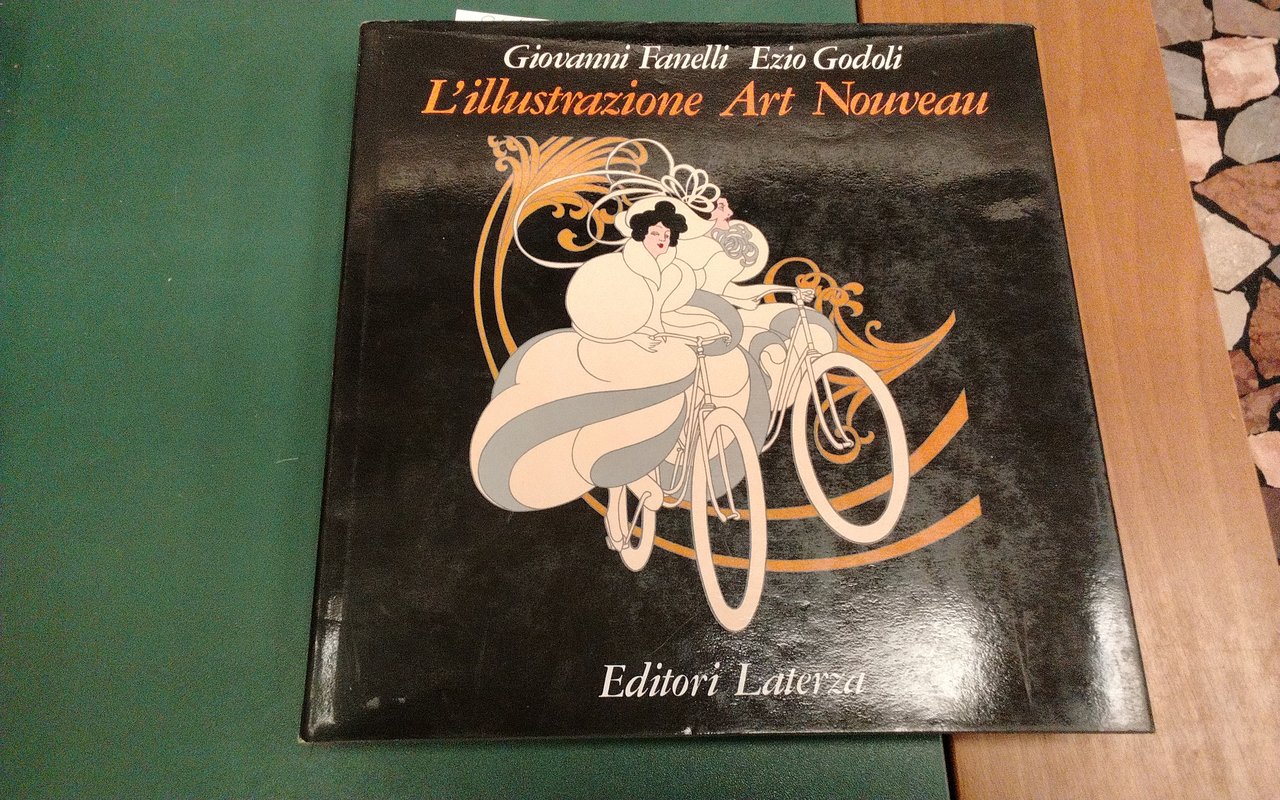 Giovanni Fanelli Ezio Godoli
L'illustrazione Art Nouveau
Editori Laterza